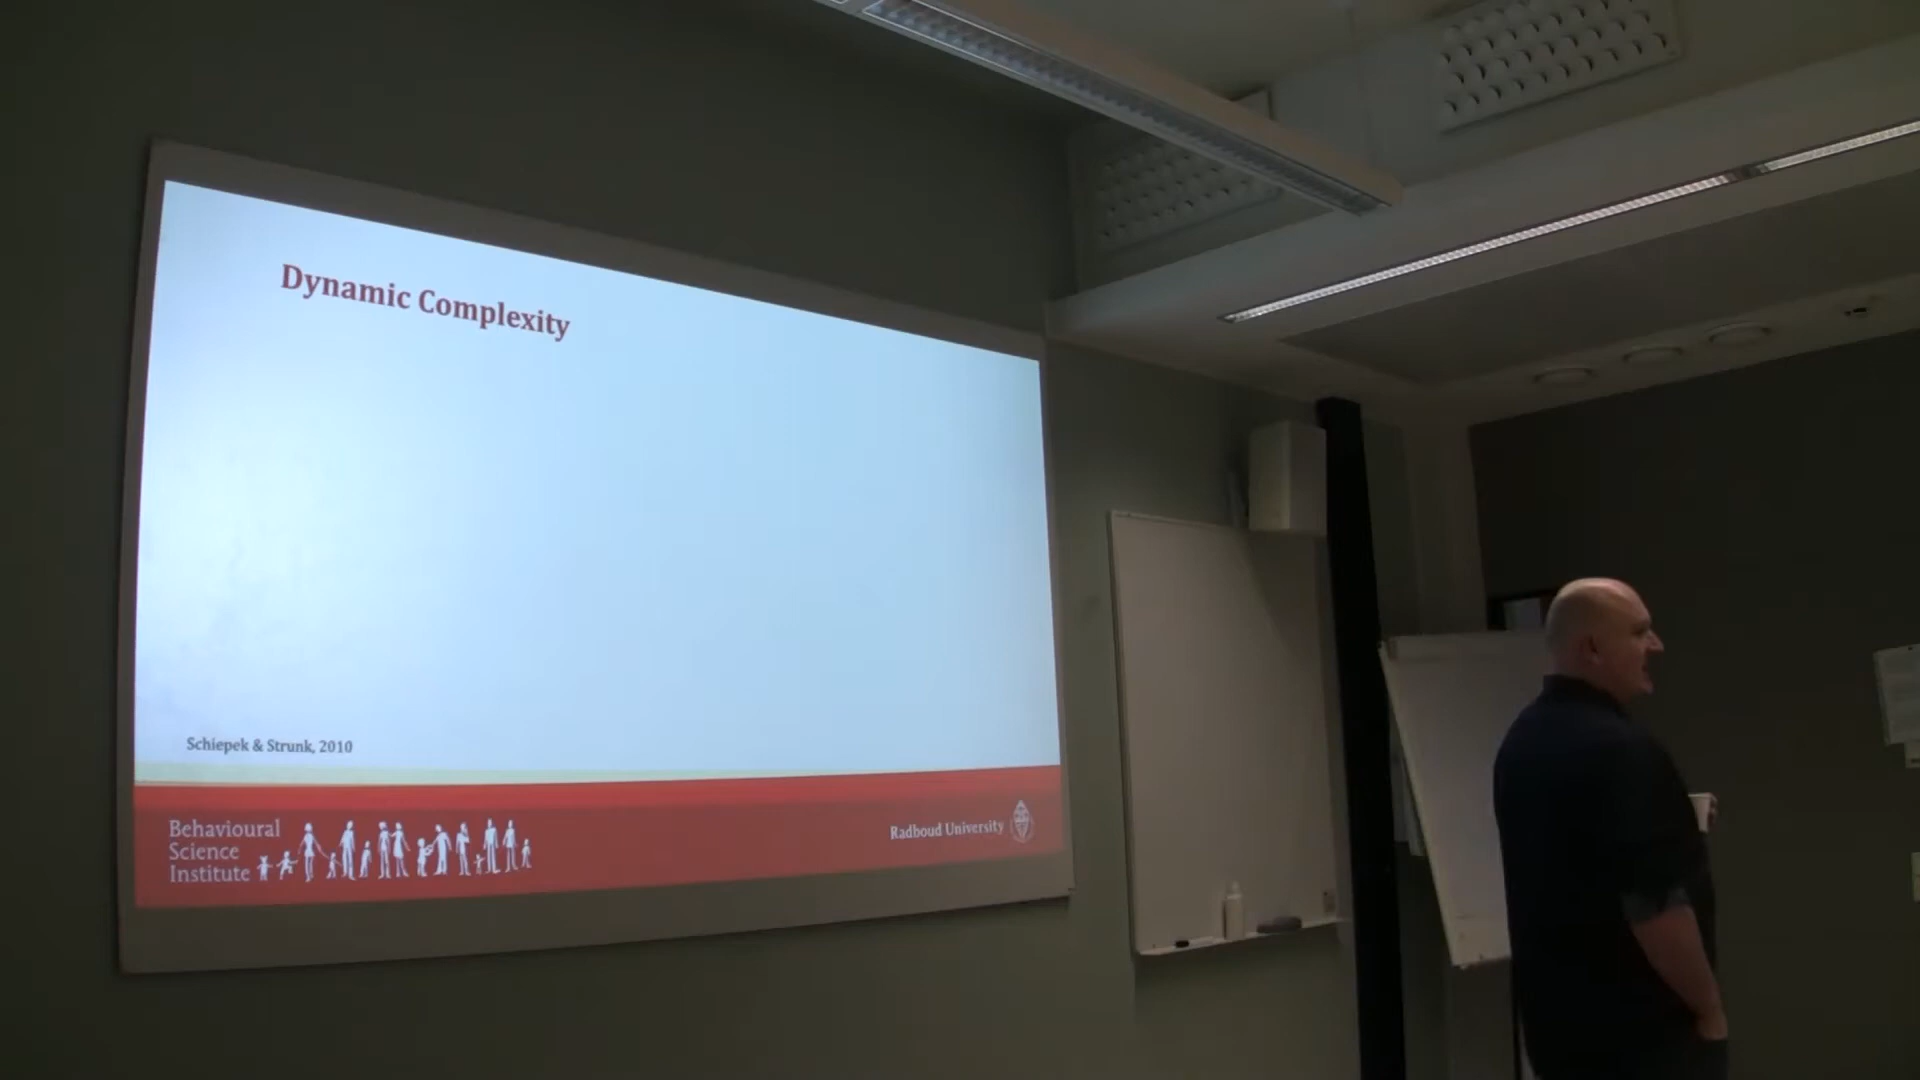 Dynamic Complexity
Schiepek & Strunk, 2010
Behavioural
Science
Institute
Radboud University